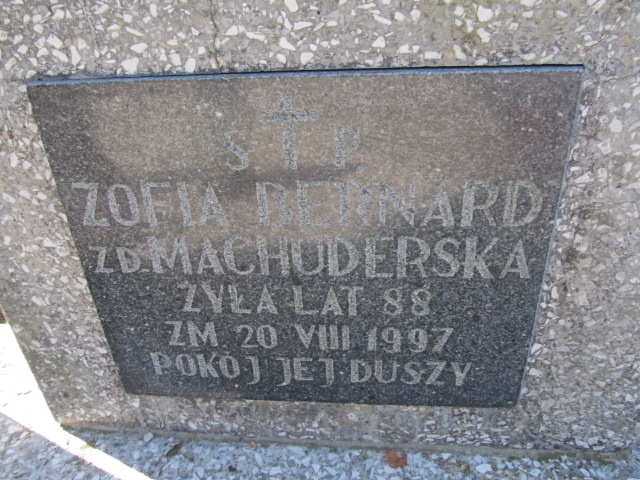 S P
ZOFIA BERNARD
ZD. MACHUDERSKA
ŻYŁA LAT 88
ZM. 20 VIII 1997
POKÓJ JEJ DUSZY